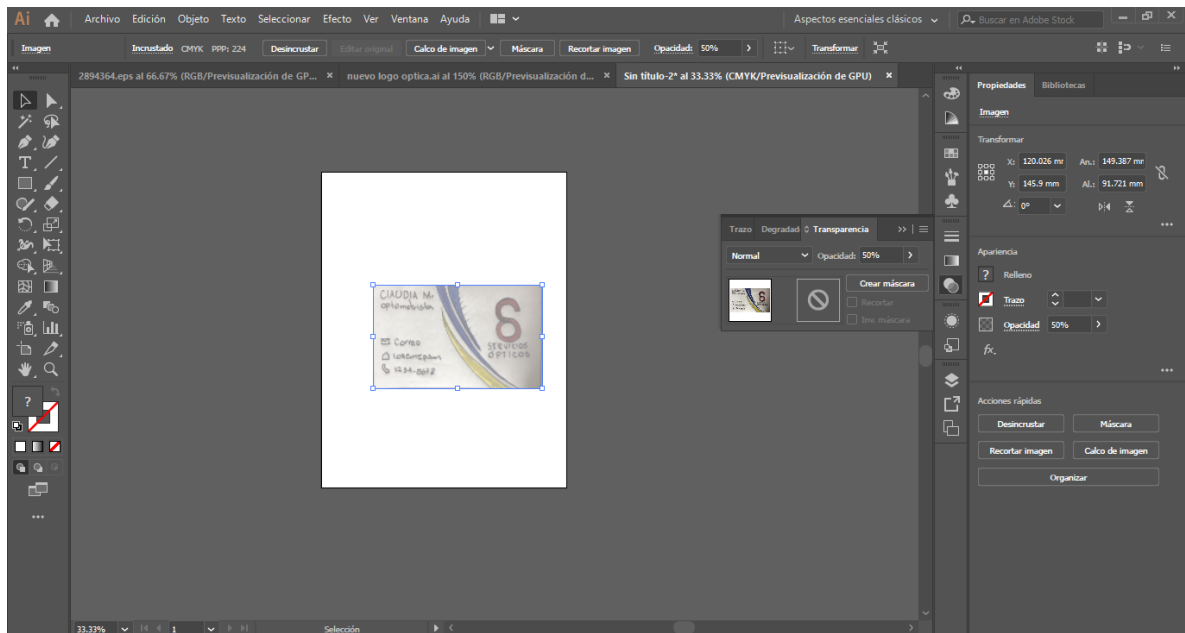 Ai Archivo Edición Objeto Texto Seleccionar Efecto Ver Ventana Ayuda Aspectos esenciales clásicos Buscar en Adobe Stock
Imagen Incrustado CMYK PPP: 224 Desincrustar Editar original Calco de imagen Máscara Recortar imagen Opacidad: 50% Transformar
2894364.eps al 66.67% (RGB/Previsualización de GP... × nuevo logo optica.ai al 150% (RGB/Previsualización d... × Sin título-2* al 33.33% (CMYK/Previsualización de GPU) ×
Propiedades Bibliotecas
Imagen
Transformar
X: 120.026 mr An.: 149.387 mr
Y: 145.9 mm Al.: 91.721 mm
0°
Trazo Degradad Transparencia
Normal Opacidad: 50%
Crear máscara
Recortar
Inv. máscara
Apariencia
? Relleno
Trazo
Opacidad 50%
fx.
Acciones rápidas
Desincrustar Máscara
Recortar imagen Calco de imagen
Organizar
CLAUDIA M.
optometrista
Correo
1234-5678
OPTICOS
?
33.33% 1 Selección